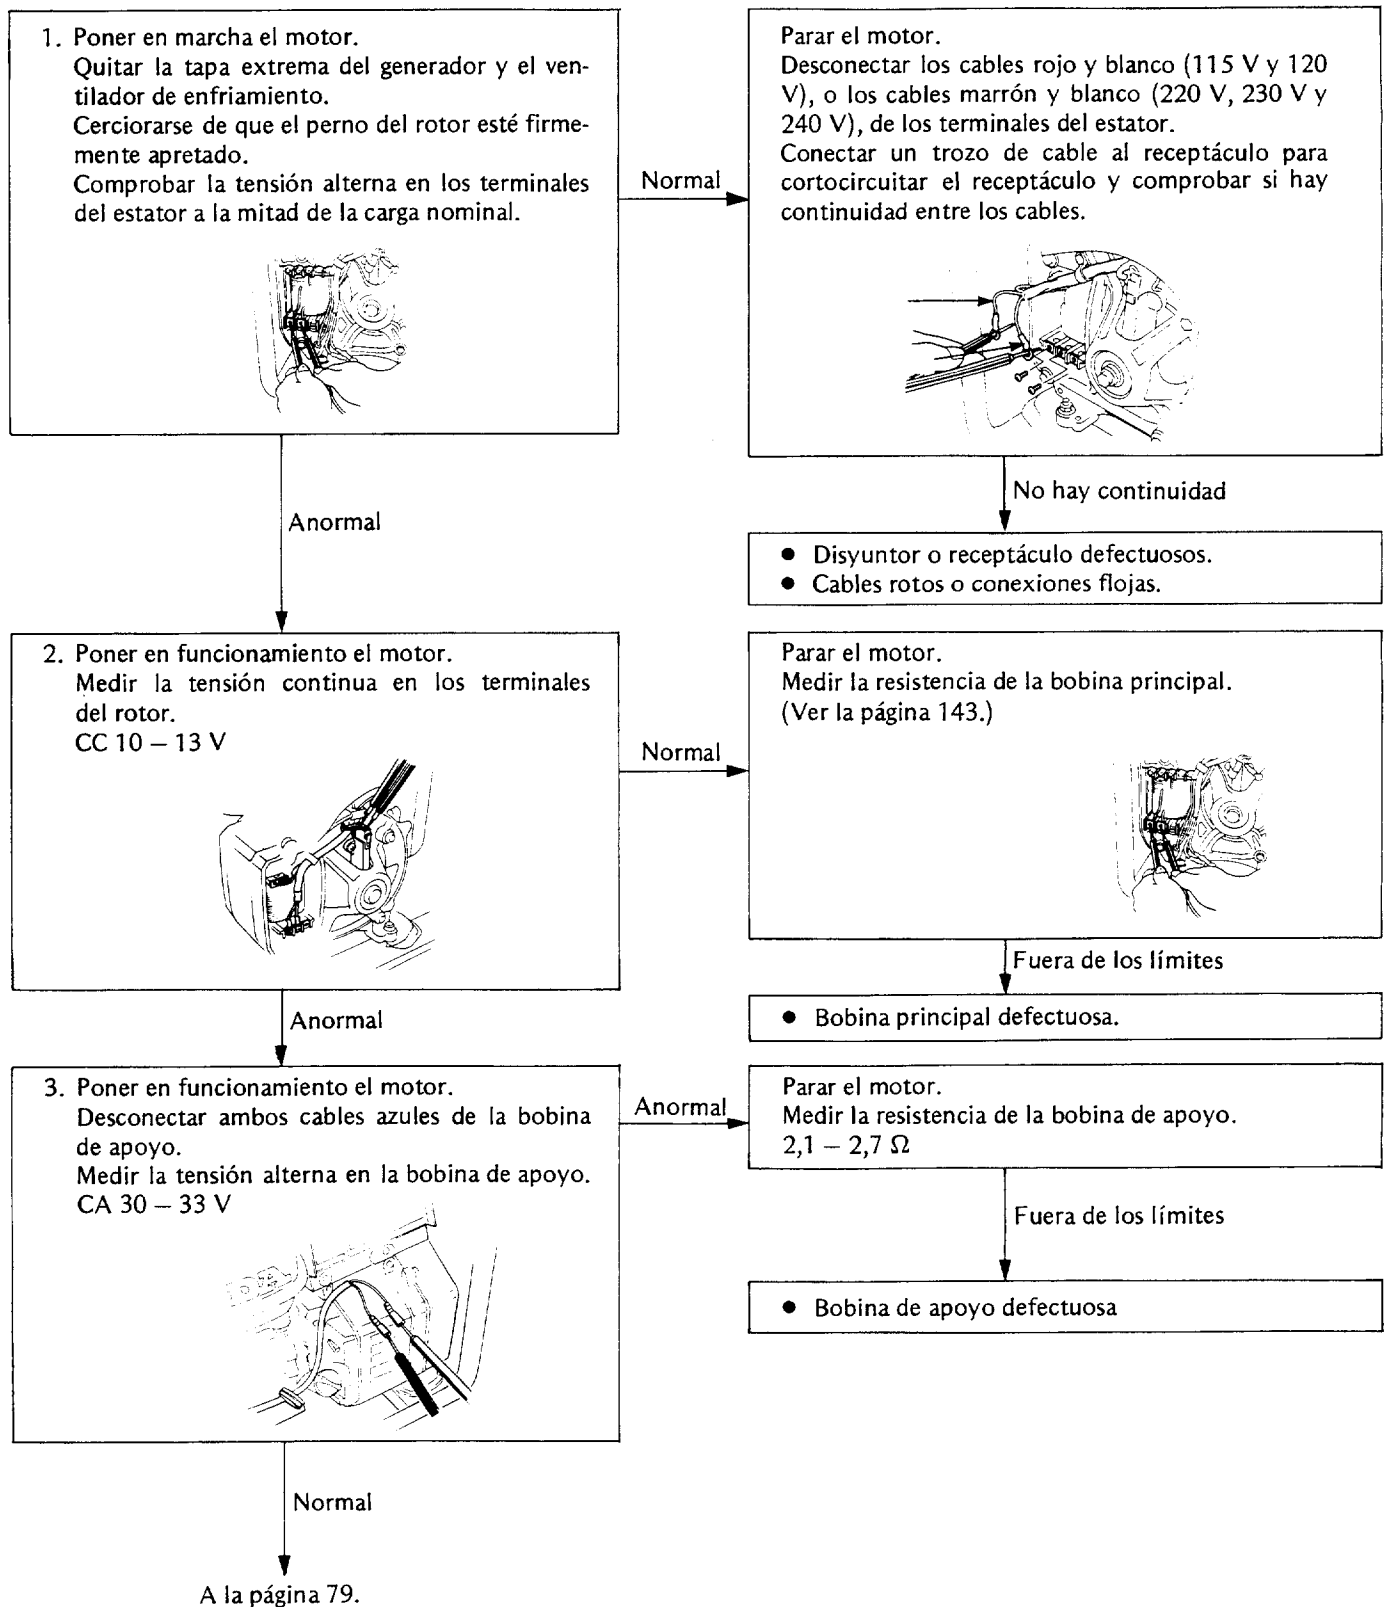 1. Poner en marcha el motor.
Quitar la tapa extrema del generador y el ven-
tilador de enfriamiento.
Cerciorarse de que el perno del rotor esté firme-
mente apretado.
Comprobar la tensión alterna en los terminales
del estator a la mitad de la carga nominal.
Normal
Parar el motor.
Desconectar los cables rojo y blanco (115 V y 120
V), o los cables marrón y blanco (220 V, 230 V y
240 V), de los terminales del estator.
Conectar un trozo de cable al receptáculo para
cortocircuitar el receptáculo y comprobar si hay
continuidad entre los cables.
No hay continuidad
● Disyuntor o receptáculo defectuosos.
● Cables rotos o conexiones flojas.
Anormal
2. Poner en funcionamiento el motor.
Medir la tensión continua en los terminales
del rotor.
CC 10 – 13 V
Normal
Parar el motor.
Medir la resistencia de la bobina principal.
(Ver la página 143.)
Fuera de los límites
● Bobina principal defectuosa.
Anormal
3. Poner en funcionamiento el motor.
Desconectar ambos cables azules de la bobina
de apoyo.
Medir la tensión alterna en la bobina de apoyo.
CA 30 – 33 V
Anormal
Parar el motor.
Medir la resistencia de la bobina de apoyo.
2,1 – 2,7 Ω
Fuera de los límites
● Bobina de apoyo defectuosa
Normal
A la página 79.